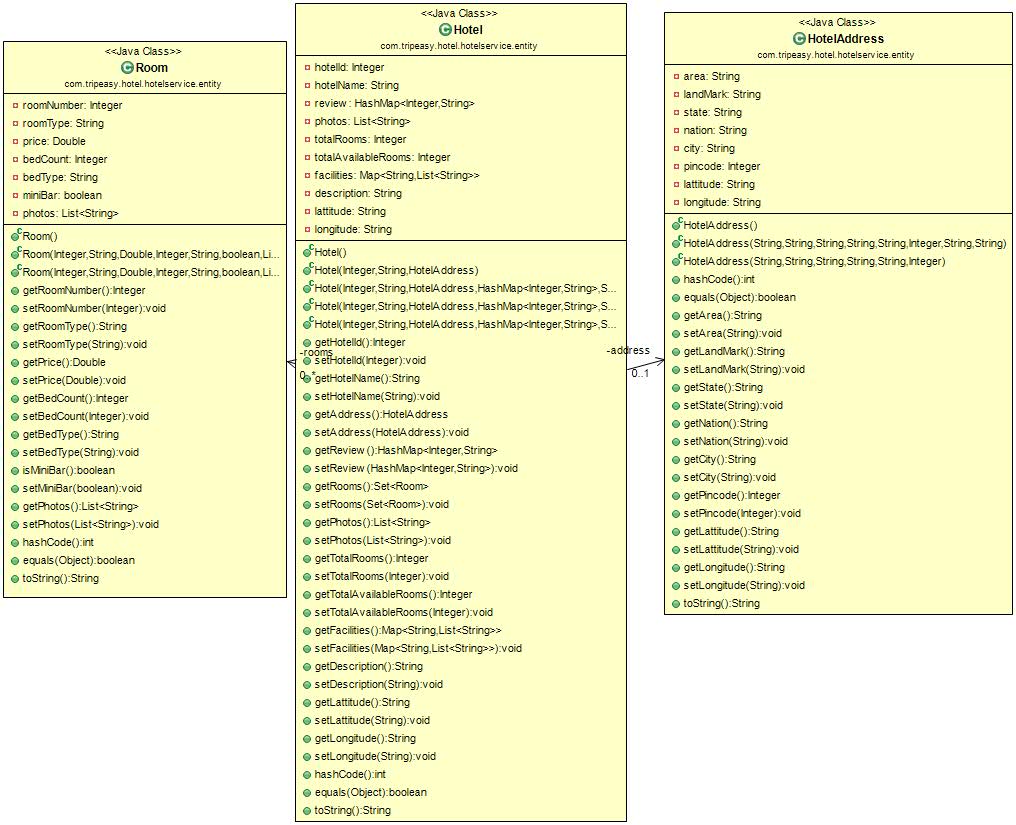 <<Java Class>>
Room
com.tripeasy.hotel.hotelservice.entity
roomNumber: Integer
roomType: String
price: Double
bedCount: Integer
bedType: String
miniBar: boolean
photos: List<String>
Room()
Room(Integer,String,Double,Integer,String,boolean,Li...
Room(Integer,String,Double,Integer,String,boolean,Li...
getRoomNumber():Integer
setRoomNumber(Integer):void
getRoomType():String
setRoomType(String):void
getPrice():Double
setPrice(Double):void
getBedCount():Integer
setBedCount(Integer):void
getBedType():String
setBedType(String):void
isMiniBar():boolean
setMiniBar(boolean):void
getPhotos():List<String>
setPhotos(List<String>):void
hashCode():int
equals(Object):boolean
toString():String
<<Java Class>>
Hotel
com.tripeasy.hotel.hotelservice.entity
hotelId: Integer
hotelName: String
review: HashMap<Integer,String>
photos: List<String>
totalRooms: Integer
totalAvailableRooms: Integer
facilities: Map<String,List<String>>
description: String
lattitude: String
longitude: String
Hotel()
Hotel(Integer,String,HotelAddress)
Hotel(Integer,String,HotelAddress,HashMap<Integer,String>,S...
Hotel(Integer,String,HotelAddress,HashMap<Integer,String>,S...
Hotel(Integer,String,HotelAddress,HashMap<Integer,String>,S...
getHotelId():Integer
-rooms
setHotelId(Integer):void
0..*
getHotelName():String
setHotelName(String):void
getAddress():HotelAddress
setAddress(HotelAddress):void
getReview():HashMap<Integer,String>
setReview(HashMap<Integer,String>):void
getRooms():Set<Room>
setRooms(Set<Room>):void
getPhotos():List<String>
setPhotos(List<String>):void
getTotalRooms():Integer
setTotalRooms(Integer):void
getTotalAvailableRooms():Integer
setTotalAvailableRooms(Integer):void
getFacilities():Map<String,List<String>>
setFacilities(Map<String,List<String>>):void
getDescription():String
setDescription(String):void
getLattitude():String
setLattitude(String):void
getLongitude():String
setLongitude(String):void
hashCode():int
equals(Object):boolean
toString():String
-address
0..1
<<Java Class>>
HotelAddress
com.tripeasy.hotel.hotelservice.entity
area: String
landMark: String
state: String
nation: String
city: String
pincode: Integer
lattitude: String
longitude: String
HotelAddress()
HotelAddress(String,String,String,String,String,Integer,String,String)
HotelAddress(String,String,String,String,String,Integer)
hashCode():int
equals(Object):boolean
getArea():String
setArea(String):void
getLandMark():String
setLandMark(String):void
getState():String
setState(String):void
getNation():String
setNation(String):void
getCity():String
setCity(String):void
getPincode():Integer
setPincode(Integer):void
getLattitude():String
setLattitude(String):void
getLongitude():String
setLongitude(String):void
toString():String